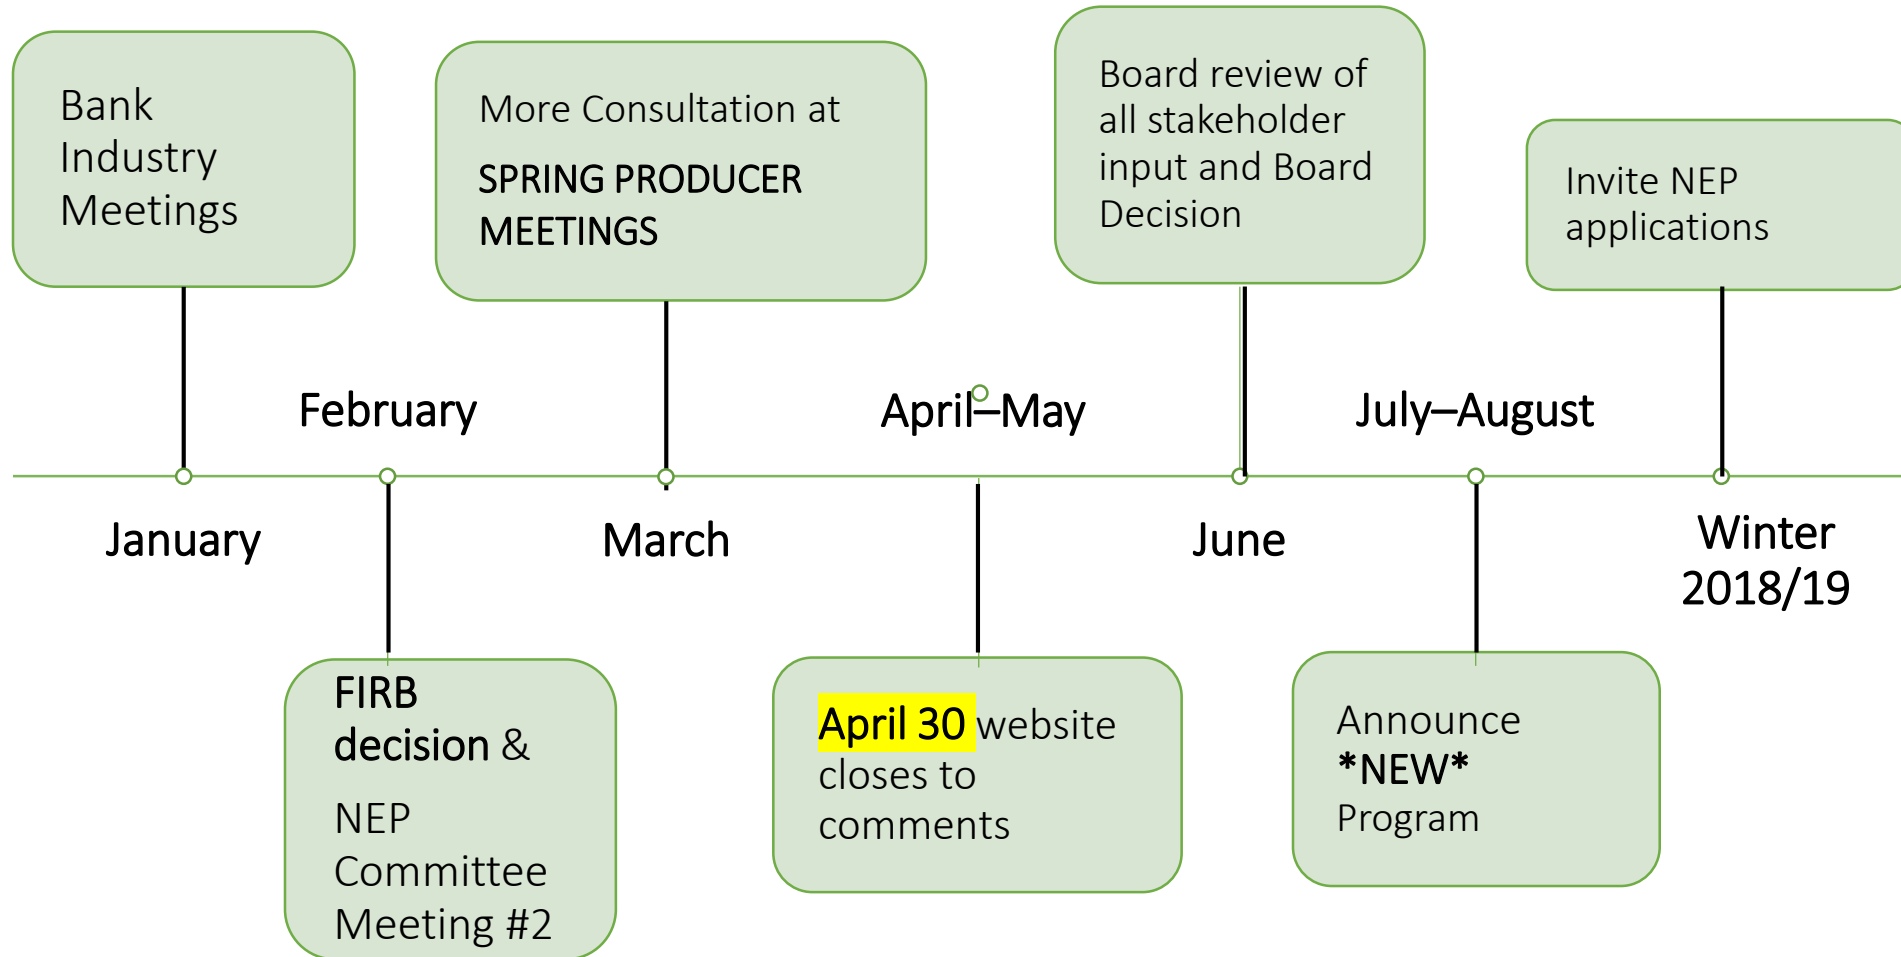 Bank
Industry
Meetings
More Consultation at
SPRING PRODUCER
MEETINGS
Board review of
all stakeholder
input and Board
Decision
Invite NEP
applications
February
April–May
July–August
January
March
June
Winter
2018/19
FIRB
decision &
NEP
Committee
Meeting #2
April 30 website
closes to
comments
Announce
*NEW*
Program